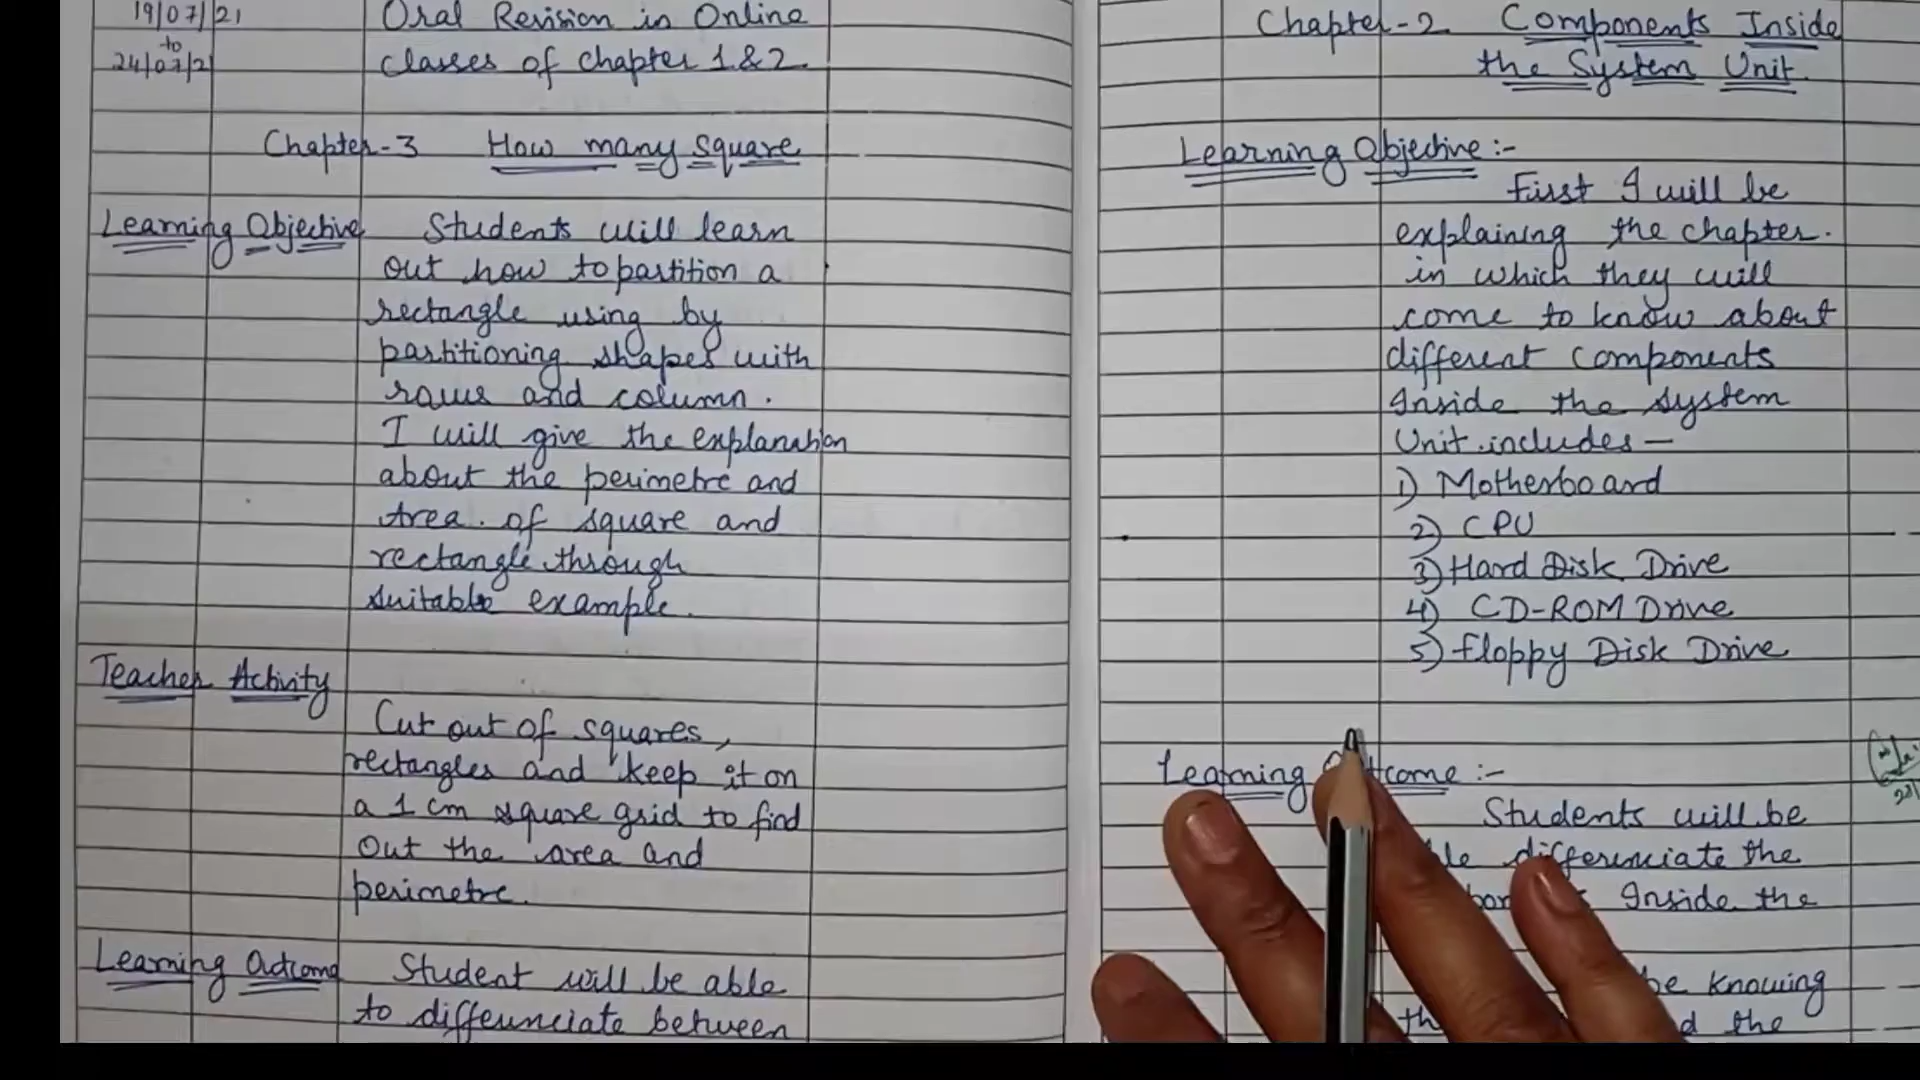 19/07/21
to
24/07/2
Oral Revision in Online
classes of chapter 1 & 2.
Chapter-3 How many square
Learning Objective Students will learn
out how to partition a
rectangle using by
partitioning shapes with
rows and column.
I will give the explanation
about the perimetre and
Area. of square and
rectangle through
suitable example.
Teacher Activity
Cut out of squares,
rectangles and keep it on
a 1 cm square grid to find
Out the area and
perimetre.
Learning Outcome Student will be able
to differenciate between
Chapter-2 Components Inside
the System Unit.
Learning Objective :-
First I will be
explaining the chapter.
in which they will
come to know about
different components
Inside the system
Unit.includes —
1) Motherboard
2) CPU
3) Hard Disk Drive
4) CD-ROM Drive
5) Floppy Disk Drive
Learning Outcome :-
Students will be
differenciate the
Inside the
be knowing
the